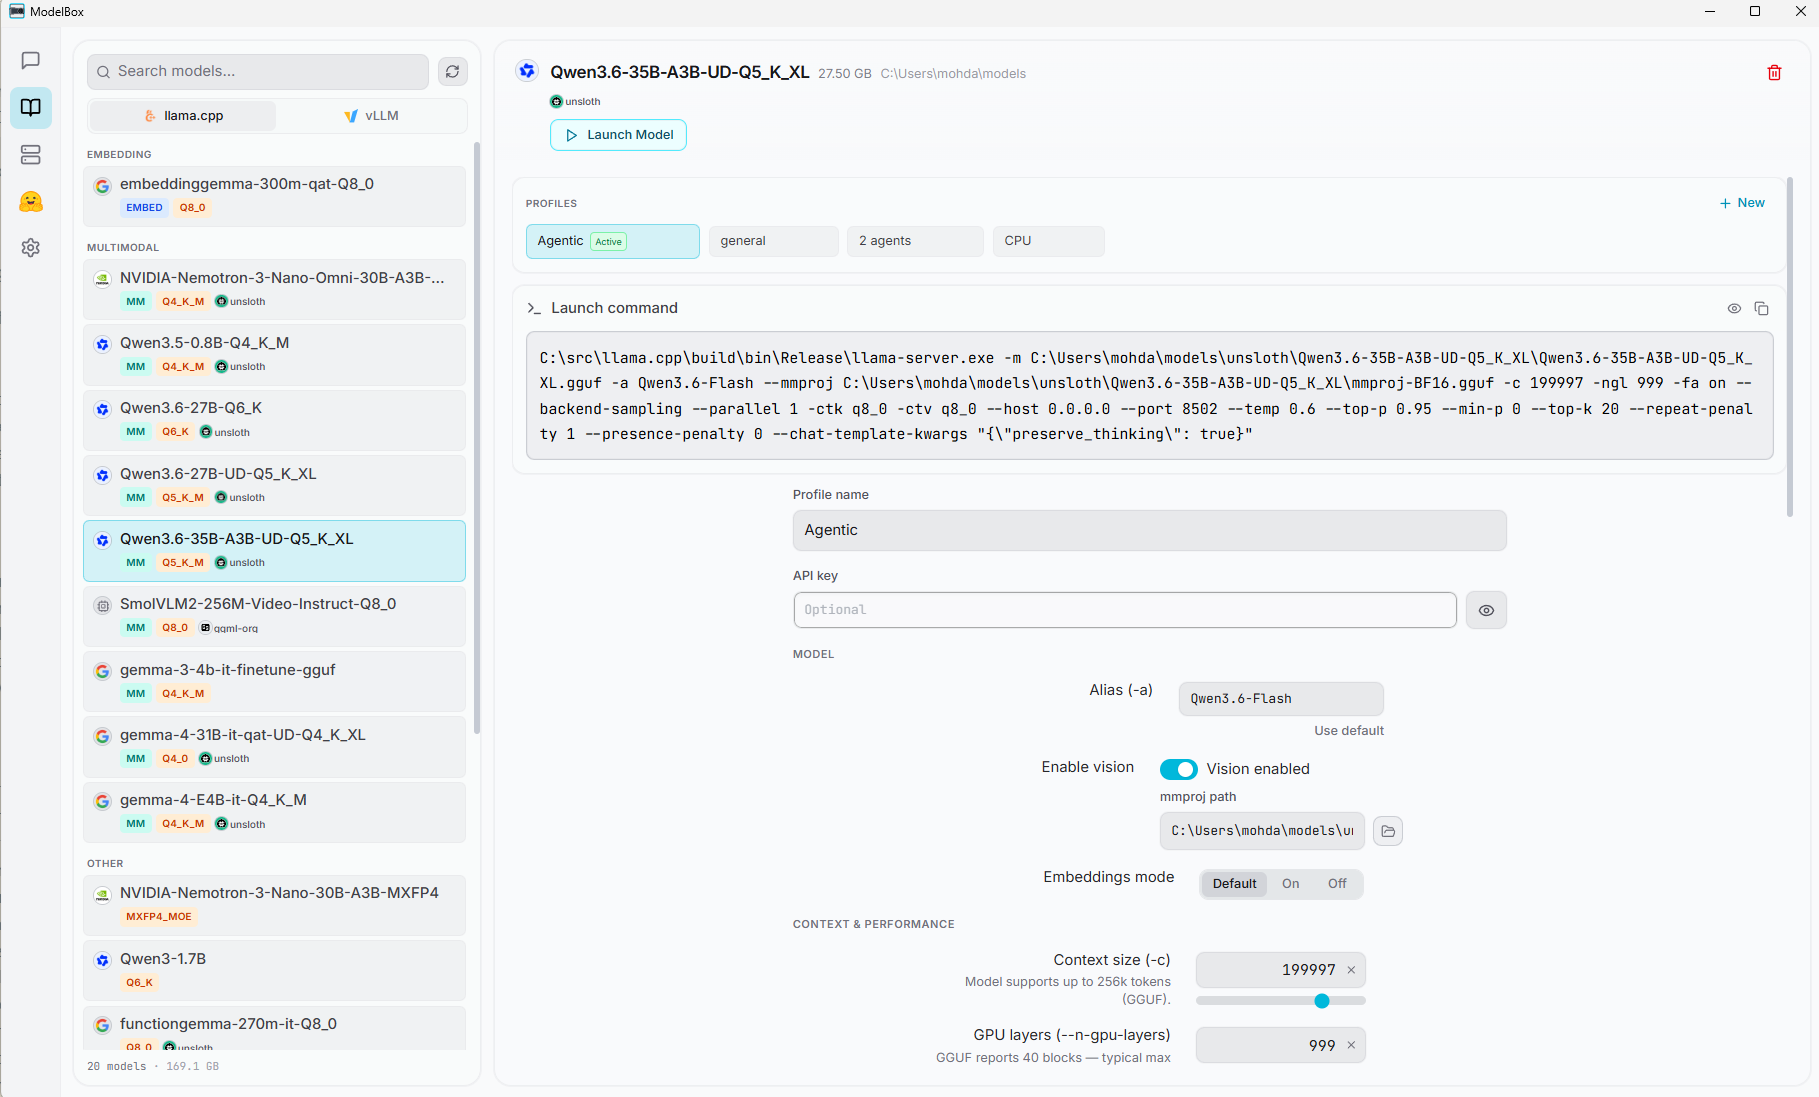 ModelBox
Search models...
llama.cpp
vLLM
EMBEDDING
embeddinggemma-300m-qat-Q8_0
EMBED Q8_0
MULTIMODAL
NVIDIA-Nemotron-3-Nano-Omni-30B-A3B-...
MM Q4_K_M unsloth
Qwen3.5-0.8B-Q4_K_M
MM Q4_K_M unsloth
Qwen3.6-27B-Q6_K
MM Q6_K unsloth
Qwen3.6-27B-UD-Q5_K_XL
MM Q5_K_M unsloth
Qwen3.6-35B-A3B-UD-Q5_K_XL
MM Q5_K_M unsloth
SmolVLM2-256M-Video-Instruct-Q8_0
MM Q8_0 ggml-org
gemma-3-4b-it-finetune-gguf
MM Q4_K_M
gemma-4-31B-it-qat-UD-Q4_K_XL
MM Q4_0 unsloth
gemma-4-E4B-it-Q4_K_M
MM Q4_K_M unsloth
OTHER
NVIDIA-Nemotron-3-Nano-30B-A3B-MXFP4
MXFP4_MOE
Qwen3-1.7B
Q6_K
functiongemma-270m-it-Q8_0
Q8_0 unsloth
20 models · 169.1 GB
Qwen3.6-35B-A3B-UD-Q5_K_XL 27.50 GB C:\Users\mohda\models
unsloth
Launch Model
PROFILES
+ New
Agentic Active
general
2 agents
CPU
Launch command
C:\src\llama.cpp\build\bin\Release\llama-server.exe -m C:\Users\mohda\models\unsloth\Qwen3.6-35B-A3B-UD-Q5_K_XL\Qwen3.6-35B-A3B-UD-Q5_K_
XL.gguf -a Qwen3.6-Flash --mmproj C:\Users\mohda\models\unsloth\Qwen3.6-35B-A3B-UD-Q5_K_XL\mmproj-BF16.gguf -c 199997 -ngl 999 -fa on --
backend-sampling --parallel 1 -ctk q8_0 -ctv q8_0 --host 0.0.0.0 --port 8502 --temp 0.6 --top-p 0.95 --min-p 0 --top-k 20 --repeat-penal
ty 1 --presence-penalty 0 --chat-template-kwargs "{\"preserve_thinking\": true}"
Profile name
Agentic
API key
Optional
MODEL
Alias (-a)
Qwen3.6-Flash
Use default
Enable vision
Vision enabled
mmproj path
C:\Users\mohda\models\u
Embeddings mode
Default On Off
CONTEXT & PERFORMANCE
Context size (-c)
199997 ×
Model supports up to 256k tokens
(GGUF).
GPU layers (--n-gpu-layers)
999 ×
GGUF reports 40 blocks — typical max